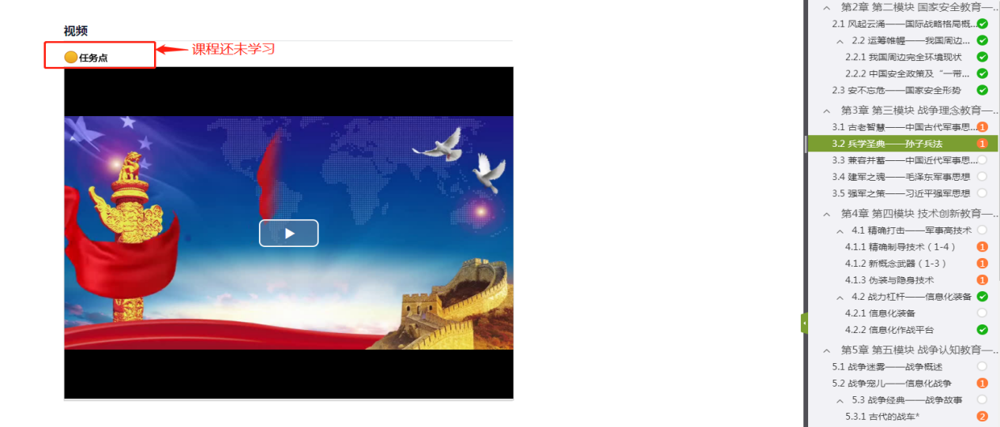 视频
任务点
课程还未学习
第2章 第二模块 国家安全教育—..
2.1 风起云涌——国际战略格局概...
2.2 运筹帷幄——我国周边...
2.2.1 我国周边完全环境现状
2.2.2 中国安全政策及“一带...
2.3 安不忘危——国家安全形势
第3章 第三模块 战争理念教育—..
3.1 古老智慧——中国古代军事思...1
3.2 兵学圣典——孙子兵法 1
3.3 兼容并蓄——中国近代军事思...
3.4 建军之魂——毛泽东军事思想
3.5 强军之策——习近平强军思想
第4章 第四模块 技术创新教育—..
4.1 精确打击——军事高技术
4.1.1 精确制导技术（1-4） 1
4.1.2 新概念武器（1-3） 1
4.1.3 伪装与隐身技术 1
4.2 战力杠杆——信息化装备
4.2.1 信息化装备
4.2.2 信息化作战平台
第5章 第五模块 战争认知教育—..
5.1 战争迷雾——战争概述
5.2 战争宠儿——信息化战争 1
5.3 战争经典——战争故事
5.3.1 古代的战车* 2